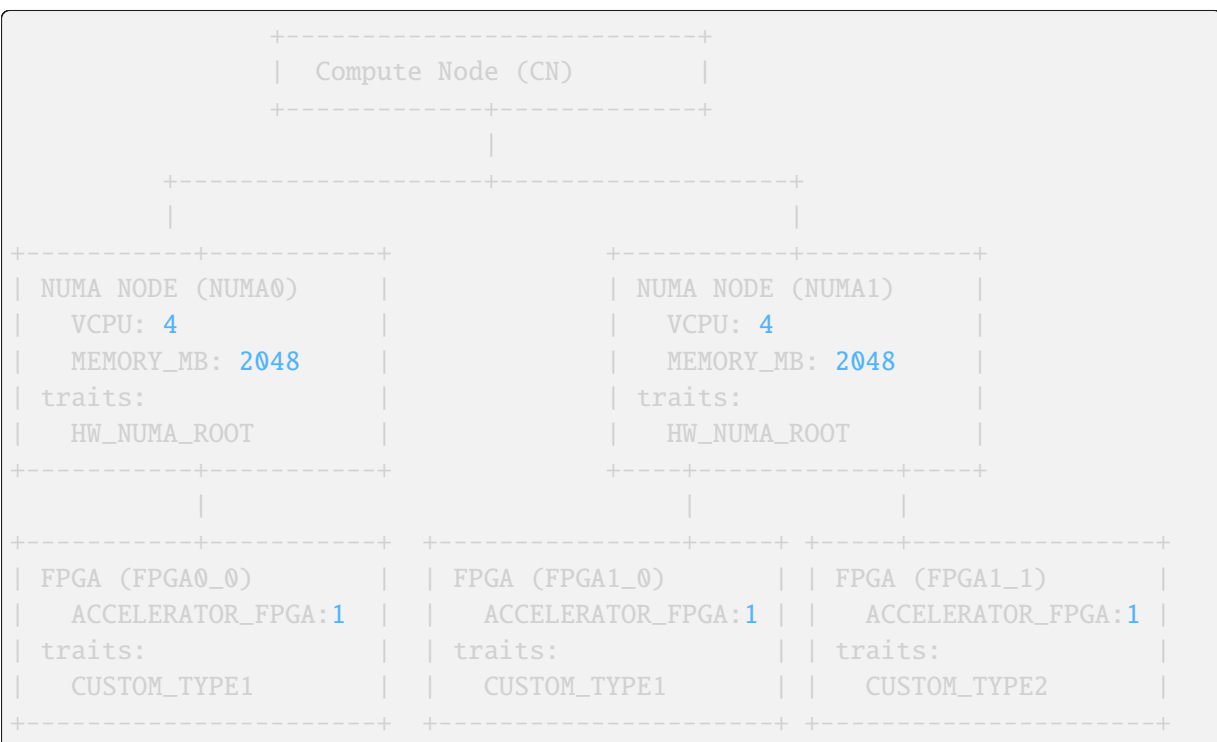 +---------------------------+
|  Compute Node (CN)        |
+-------------+-------------+
|
+--------------------+-------------------+
|                                       |
+-----------+-----------+              +-----------+-----------+
| NUMA NODE (NUMA0)     |              | NUMA NODE (NUMA1)     |
|   VCPU: 4             |              |   VCPU: 4             |
|   MEMORY_MB: 2048     |              |   MEMORY_MB: 2048     |
| traits:               |              | traits:               |
|   HW_NUMA_ROOT        |              |   HW_NUMA_ROOT        |
+-----------+-----------+              +----+-------------+----+
|                               |             |
+-----------+-----------+  +----------------+-----+ +-----+----------------+
| FPGA (FPGA0_0)        |  | FPGA (FPGA1_0)       | | FPGA (FPGA1_1)       |
|   ACCELERATOR_FPGA:1  |  |   ACCELERATOR_FPGA:1 | |   ACCELERATOR_FPGA:1 |
| traits:               |  | traits:              | | traits:              |
|   CUSTOM_TYPE1        |  |   CUSTOM_TYPE1       | |   CUSTOM_TYPE2       |
+-----------------------+  +----------------------+ +----------------------+